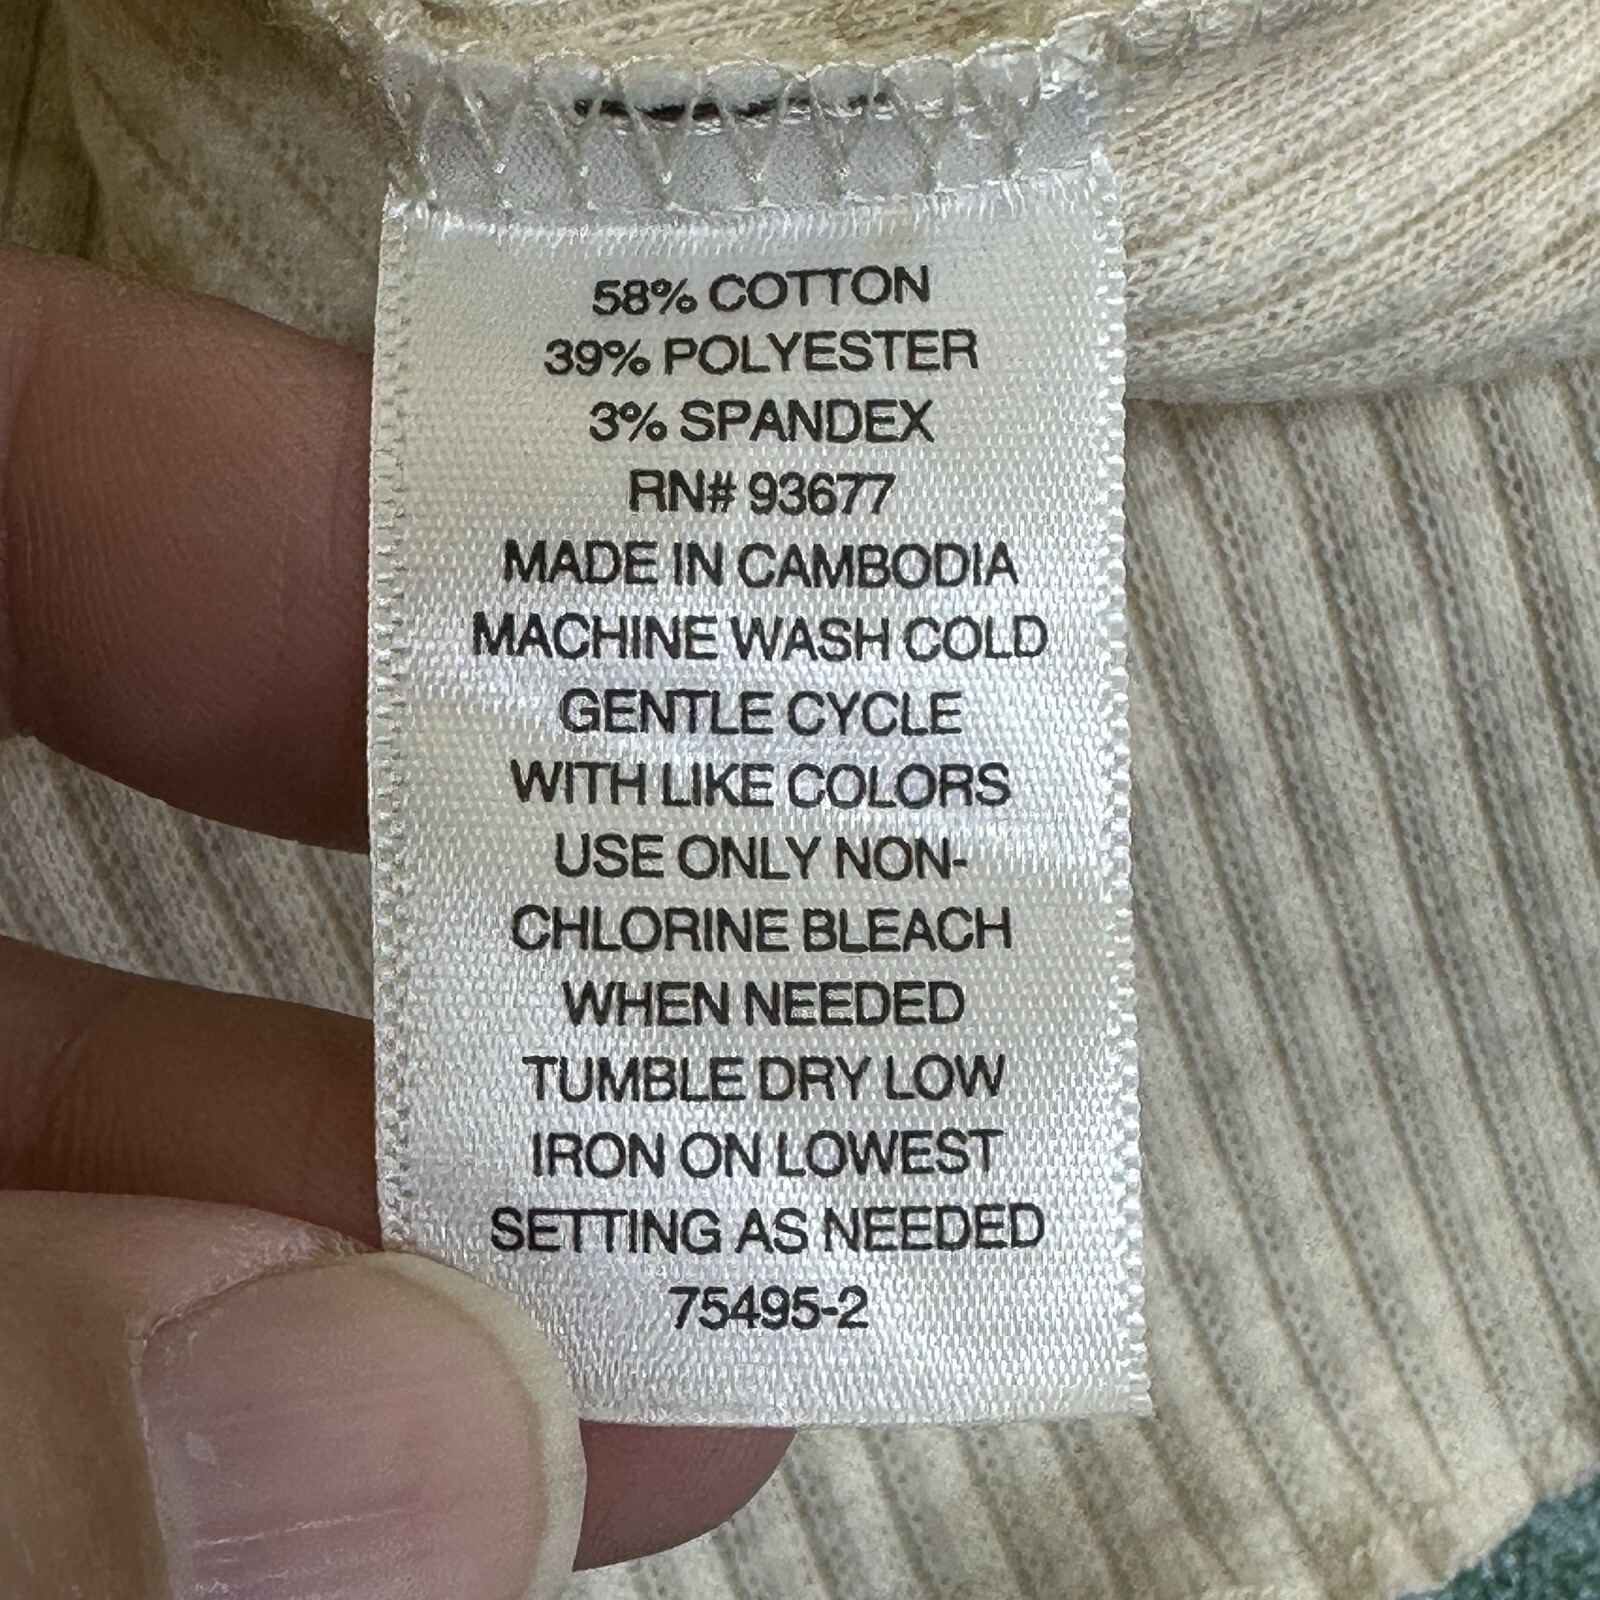 58% COTTON
39% POLYESTER
3% SPANDEX
RN# 93677
MADE IN CAMBODIA
MACHINE WASH COLD
GENTLE CYCLE
WITH LIKE COLORS
USE ONLY NON-
CHLORINE BLEACH
WHEN NEEDED
TUMBLE DRY LOW
IRON ON LOWEST
SETTING AS NEEDED
75495-2